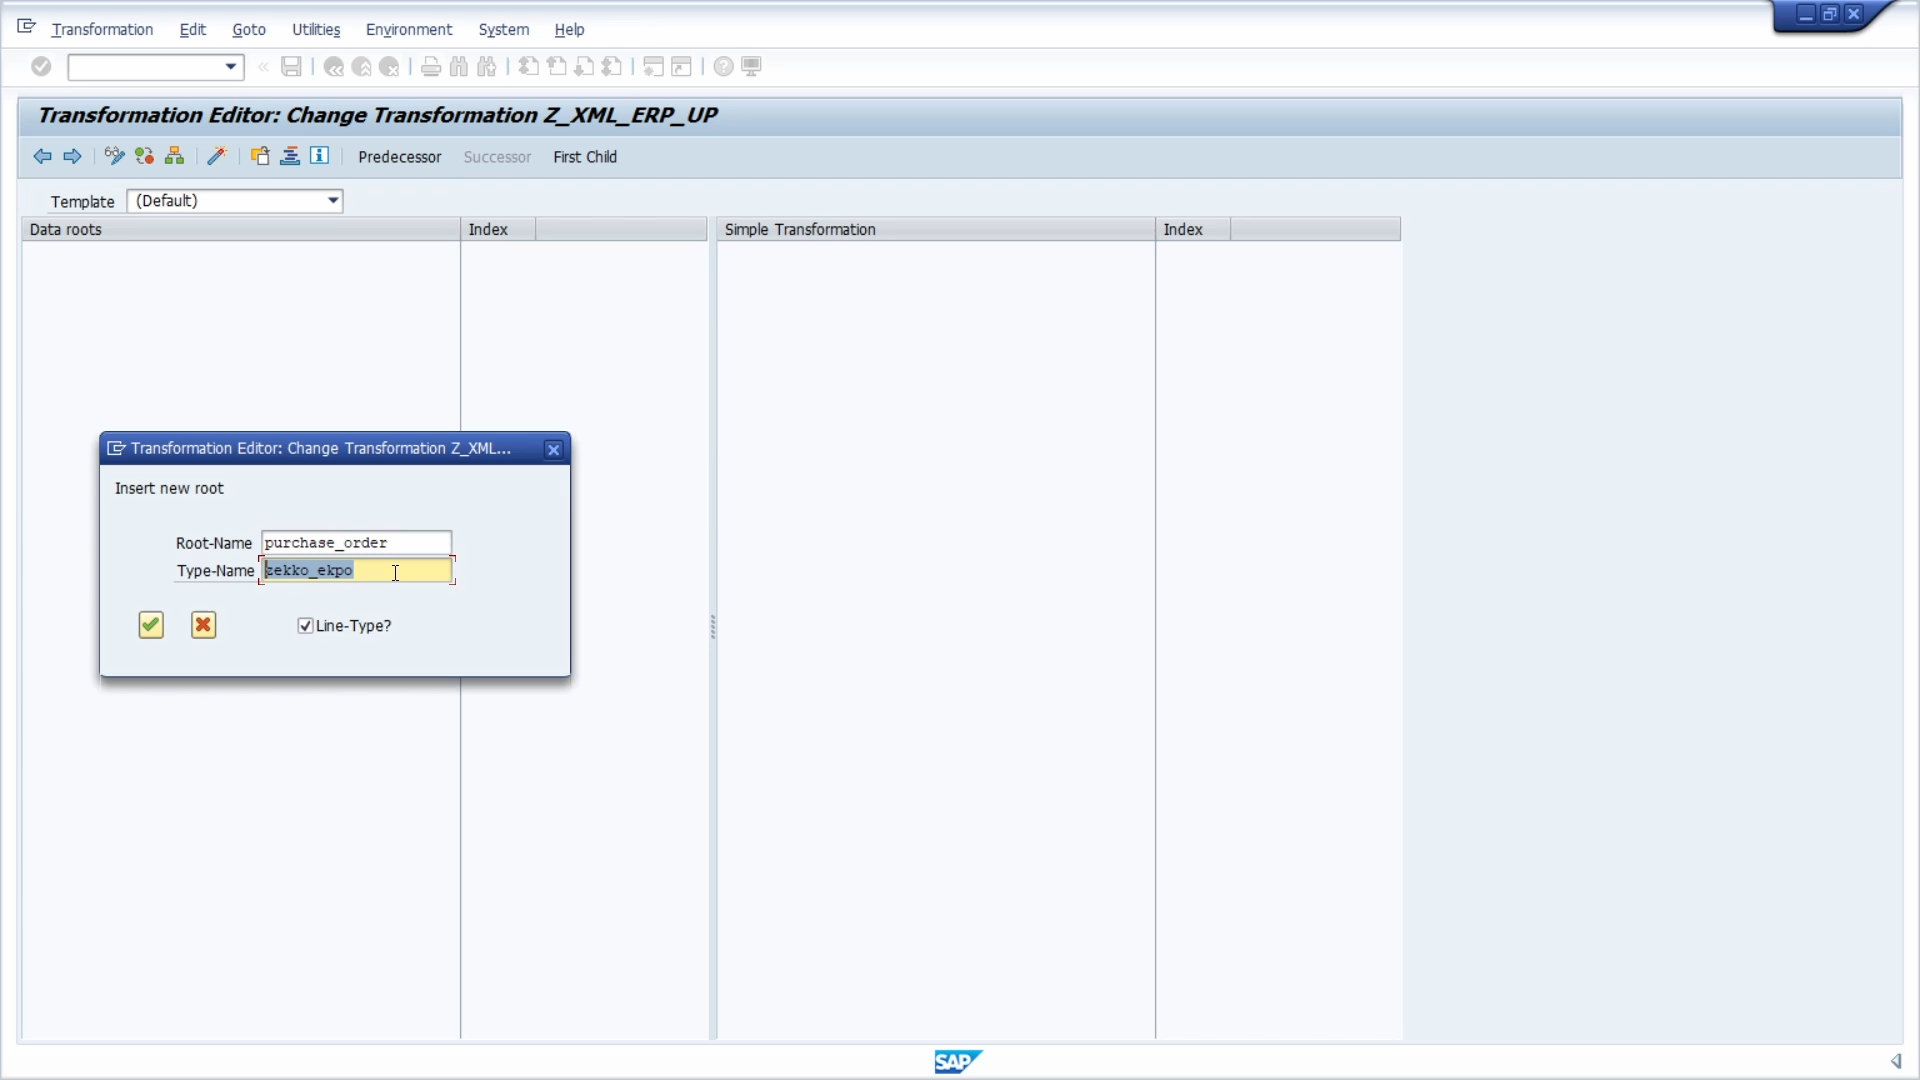 Transformation Edit Goto Utilities Environment System Help
Transformation Editor: Change Transformation Z_XML_ERP_UP
Predecessor Successor First Child
Template (Default)
Data roots Index Simple Transformation Index
Transformation Editor: Change Transformation Z_XML...
Insert new root
Root-Name purchase_order
Type-Name zekko_ekpo
Line-Type?
SAP